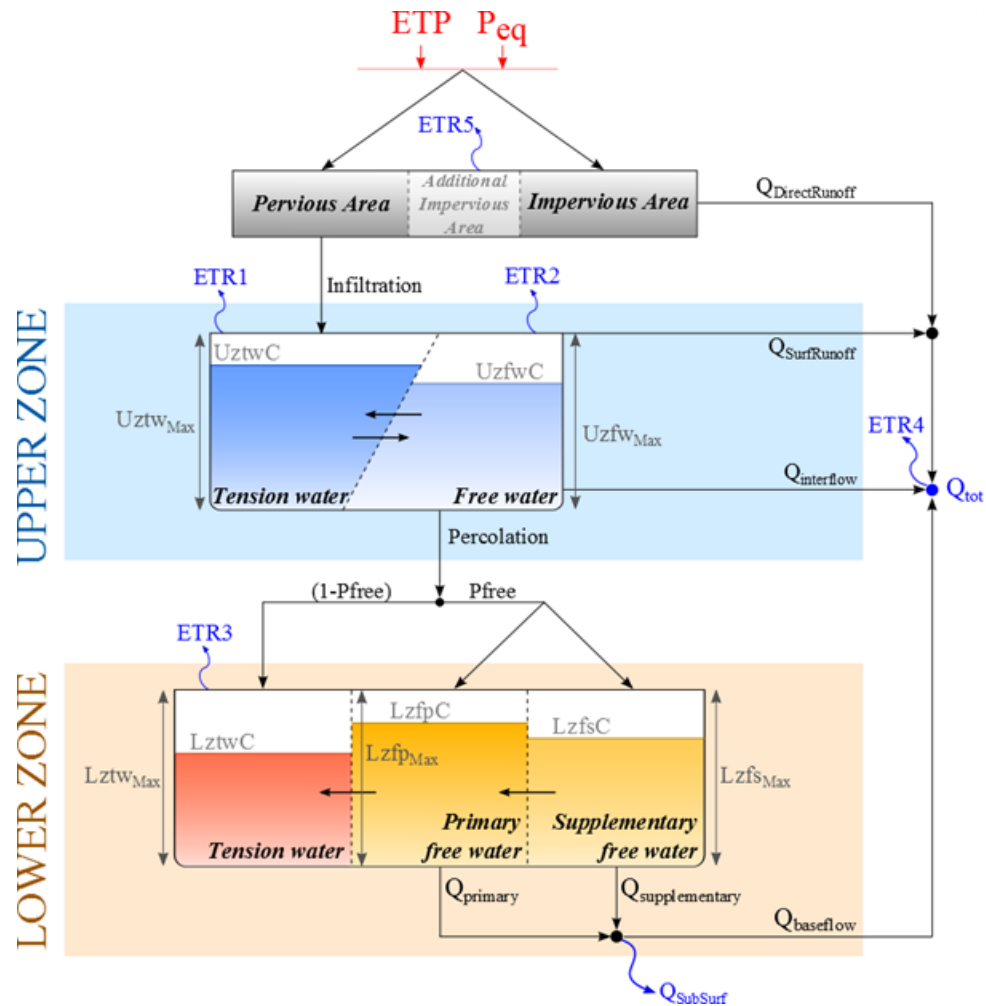 ETP Peq
ETR5
Pervious Area
Additional
Impervious
Area
Impervious Area
QDirectRunoff
ETR1
Infiltration
ETR2
UPPER ZONE
UztwC
UzfwC
QSurfRunoff
UztwMax
UzfwMax
ETR4
Qinterflow
Qtot
Tension water
Free water
Percolation
(1-Pfree)
Pfree
ETR3
LOWER ZONE
LztwC
LzfpC
LzfsC
LztwMax
LzfpMax
LzfsMax
Tension water
Primary
free water
Supplementary
free water
Qprimary
Qsupplementary
Qbaseflow
QSubSurf